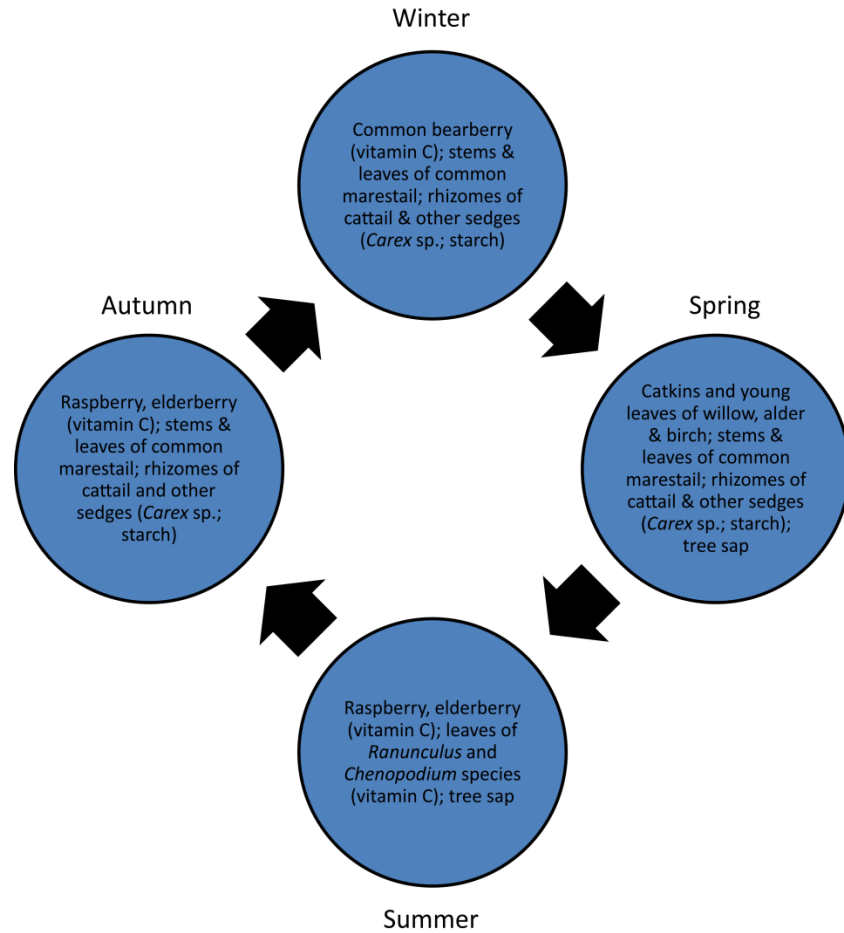 Winter
Common bearberry
(vitamin C); stems &
leaves of common
marestail; rhizomes of
cattail & other sedges
(Carex sp.; starch)
Spring
Catkins and young
leaves of willow, alder
& birch; stems &
leaves of common
marestail; rhizomes of
cattail & other sedges
(Carex sp.; starch);
tree sap
Summer
Raspberry, elderberry
(vitamin C); leaves of
Ranunculus and
Chenopodium species
(vitamin C); tree sap
Autumn
Raspberry, elderberry
(vitamin C); stems &
leaves of common
marestail; rhizomes of
cattail and other
sedges (Carex sp.;
starch)